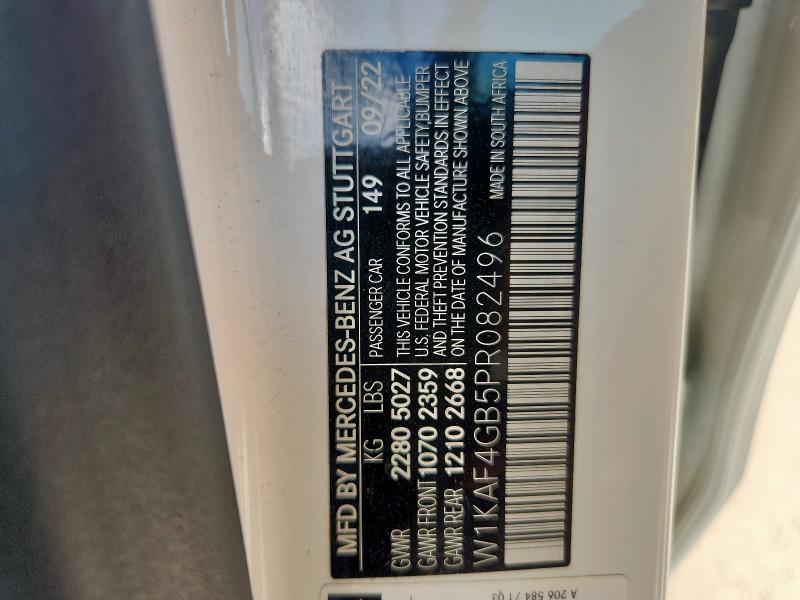 MFD BY MERCEDES-BENZ AG STUTTGART
KG LBS PASSENGER CAR 149 09/22
GVWR 2280 5027
GAWR FRONT 1070 2359
GAWR REAR 1210 2668
THIS VEHICLE CONFORMS TO ALL APPLICABLE
U.S. FEDERAL MOTOR VEHICLE SAFETY,BUMPER
AND THEFT PREVENTION STANDARDS IN EFFECT
ON THE DATE OF MANUFACTURE SHOWN ABOVE
W1KAF4GB5PR082496 MADE IN SOUTH AFRICA
A 206 584 71 03